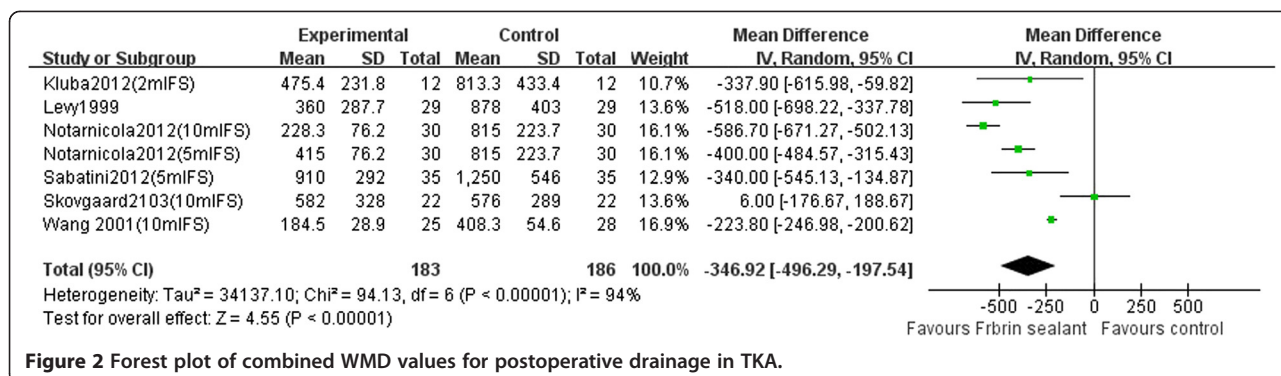 Experimental Control Mean Difference Mean Difference
Study or Subgroup Mean SD Total Mean SD Total Weight IV, Random, 95% CI IV, Random, 95% CI
Kluba2012(2mlFS) 475.4 231.8 12 813.3 433.4 12 10.7% -337.90 [-615.98, -59.82]
Levy1999 360 287.7 29 878 403 29 13.6% -518.00 [-698.22, -337.78]
Notarnicola2012(10mlFS) 228.3 76.2 30 815 223.7 30 16.1% -586.70 [-671.27, -502.13]
Notarnicola2012(5mlFS) 415 76.2 30 815 223.7 30 16.1% -400.00 [-484.57, -315.43]
Sabatini2012(5mlFS) 910 292 35 1,250 546 35 12.9% -340.00 [-545.13, -134.87]
Skovgaard2103(10mlFS) 582 328 22 576 289 22 13.6% 6.00 [-176.67, 188.67]
Wang 2001(10mlFS) 184.5 28.9 25 408.3 54.6 28 16.9% -223.80 [-246.98, -200.62]
Total (95% CI) 183 186 100.0% -346.92 [-496.29, -197.54]
Heterogeneity: Tau² = 34137.10; Chi² = 94.13, df = 6 (P < 0.00001); I² = 94%
Test for overall effect: Z = 4.55 (P < 0.00001)
-500 -250 0 250 500
Favours Frbrin sealant Favours control
Figure 2 Forest plot of combined WMD values for postoperative drainage in TKA.